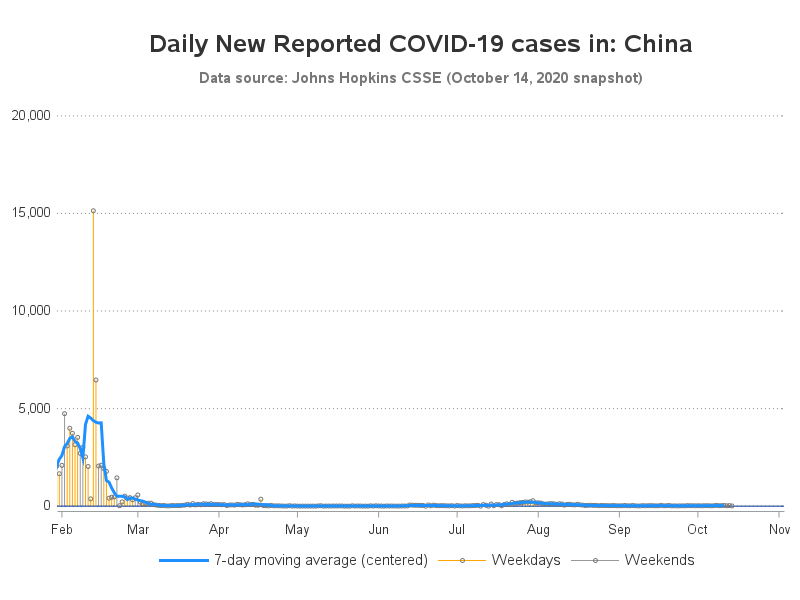 Daily New Reported COVID-19 cases in: China
Data source: Johns Hopkins CSSE (October 14, 2020 snapshot)
20,000
15,000
10,000
5,000
0
Feb Mar Apr May Jun Jul Aug Sep Oct Nov
7-day moving average (centered) Weekdays Weekends